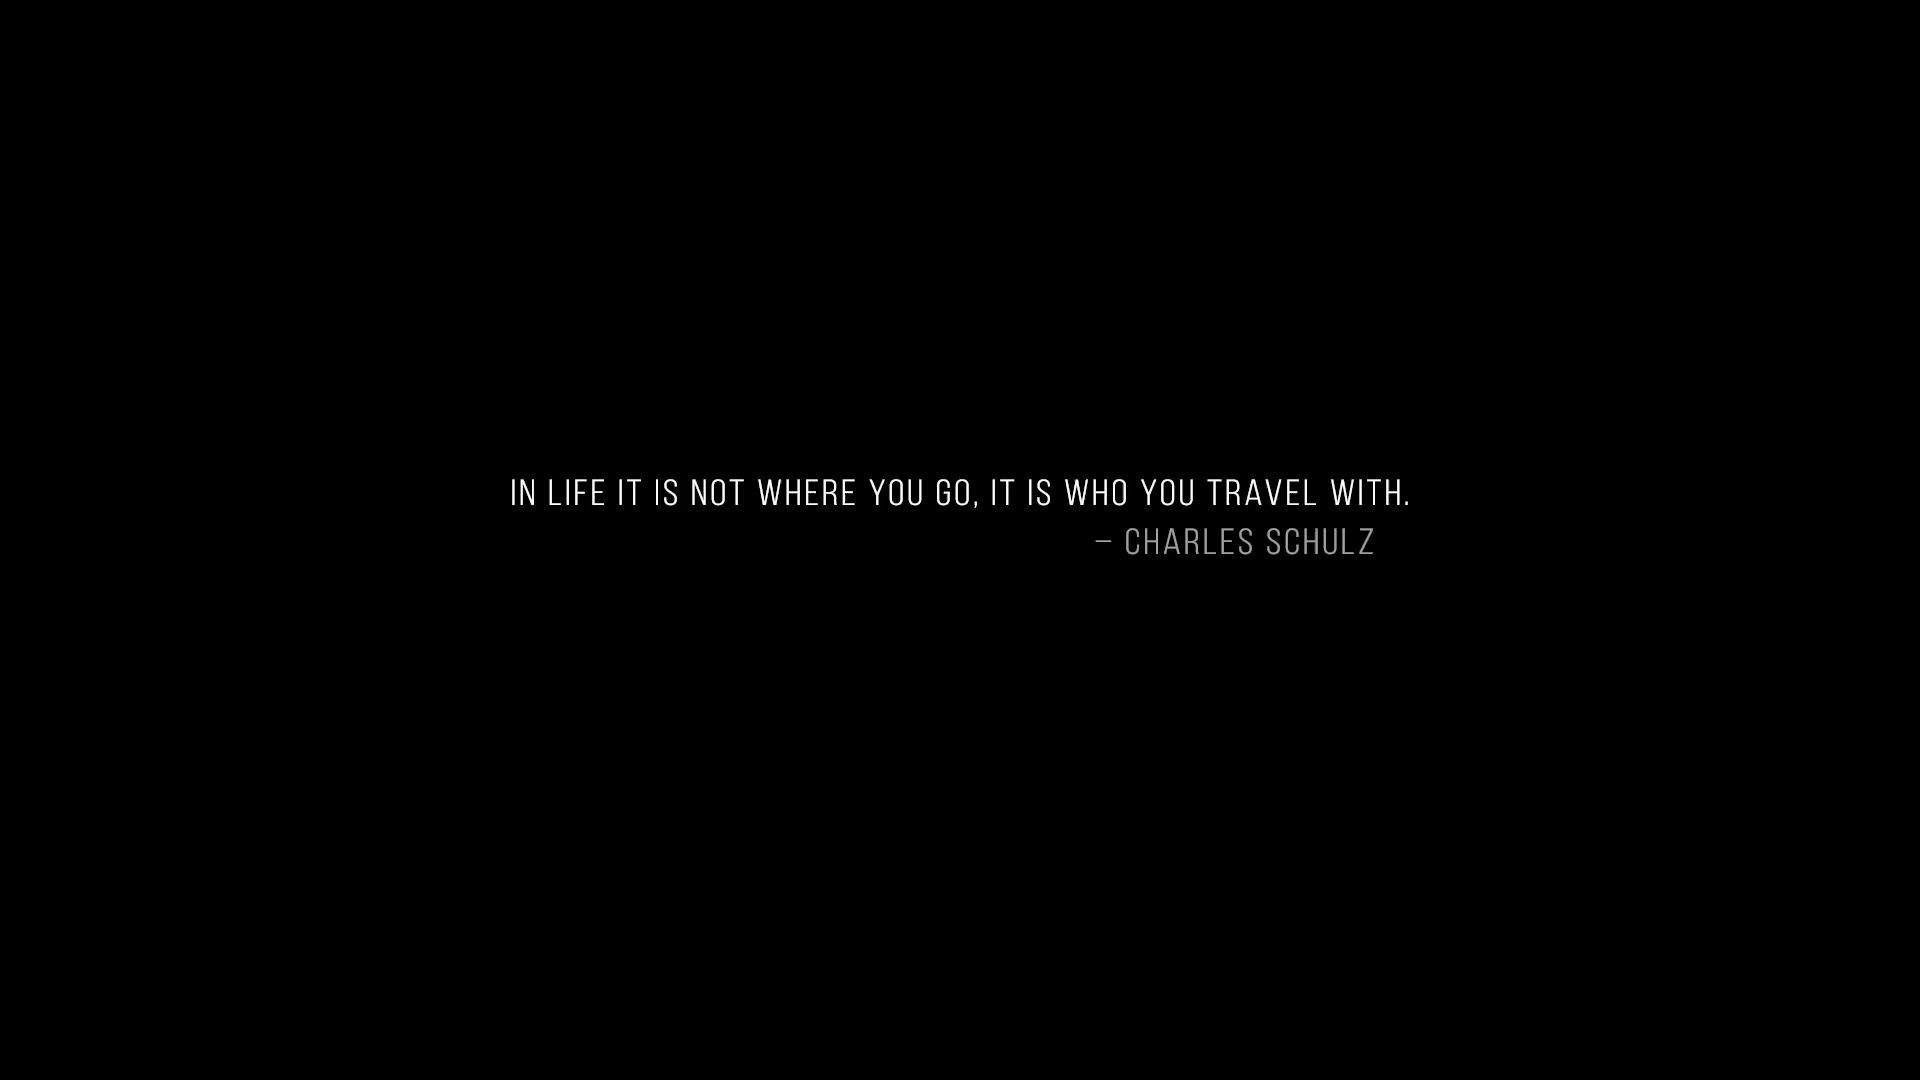 IN LIFE IT IS NOT WHERE YOU GO, IT IS WHO YOU TRAVEL WITH.
– CHARLES SCHULZ